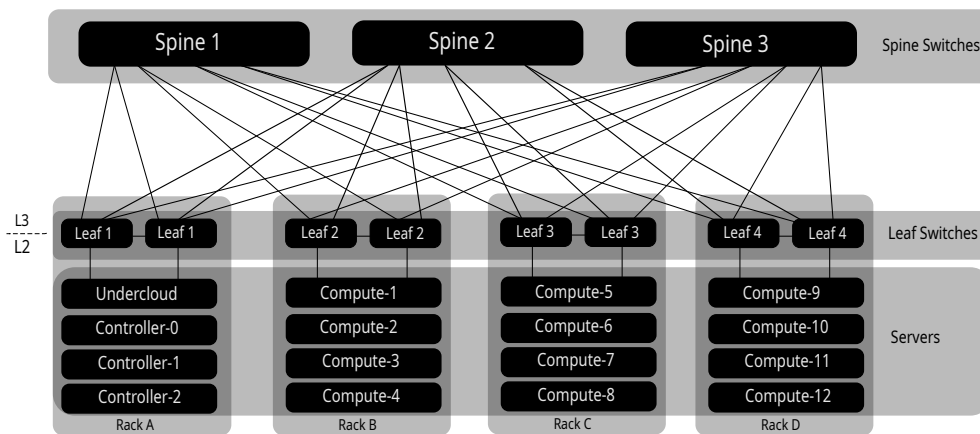 Spine 1
Spine 2
Spine 3
Spine Switches
L3
L2
Leaf 1
Leaf 1
Leaf 2
Leaf 2
Leaf 3
Leaf 3
Leaf 4
Leaf 4
Leaf Switches
Undercloud
Controller-0
Controller-1
Controller-2
Compute-1
Compute-2
Compute-3
Compute-4
Compute-5
Compute-6
Compute-7
Compute-8
Compute-9
Compute-10
Compute-11
Compute-12
Servers
Rack A
Rack B
Rack C
Rack D